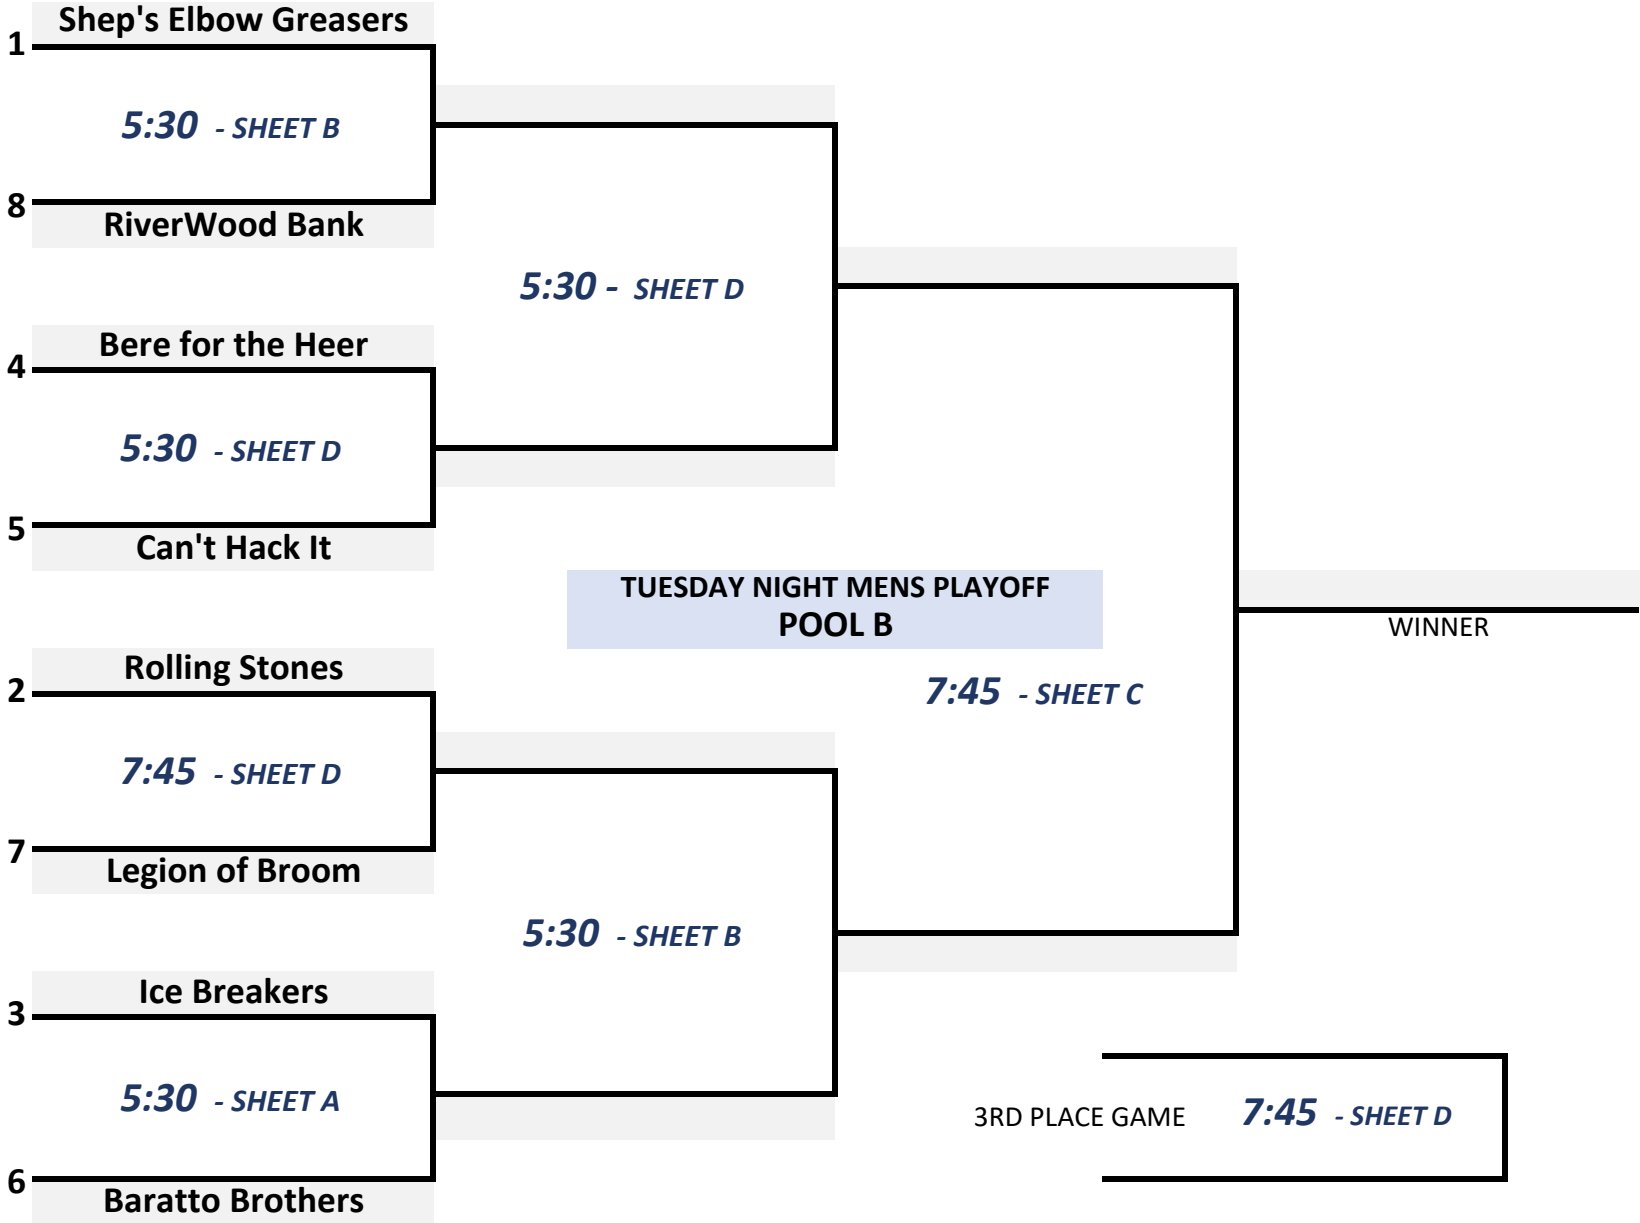 Shep's Elbow Greasers
1
5:30 - SHEET B
8
RiverWood Bank
5:30 - SHEET D
Bere for the Heer
4
5:30 - SHEET D
5
Can't Hack It
TUESDAY NIGHT MENS PLAYOFF
POOL B
WINNER
Rolling Stones
2
7:45 - SHEET C
7:45 - SHEET D
7
Legion of Broom
5:30 - SHEET B
Ice Breakers
3
5:30 - SHEET A
3RD PLACE GAME 7:45 - SHEET D
6
Baratto Brothers